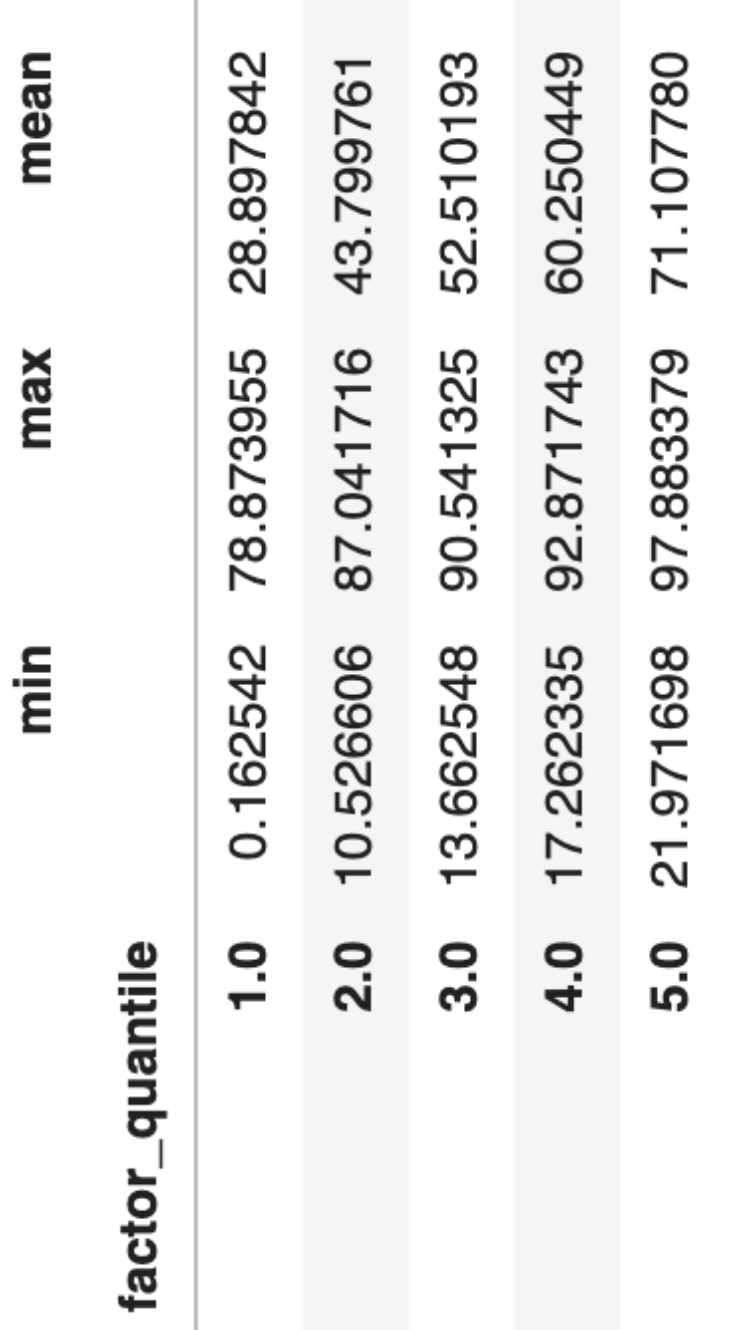 min max mean
factor_quantile
1.0 0.162542 78.873955 28.897842
2.0 10.526606 87.041716 43.799761
3.0 13.662548 90.541325 52.510193
4.0 17.262335 92.871743 60.250449
5.0 21.971698 97.883379 71.107780